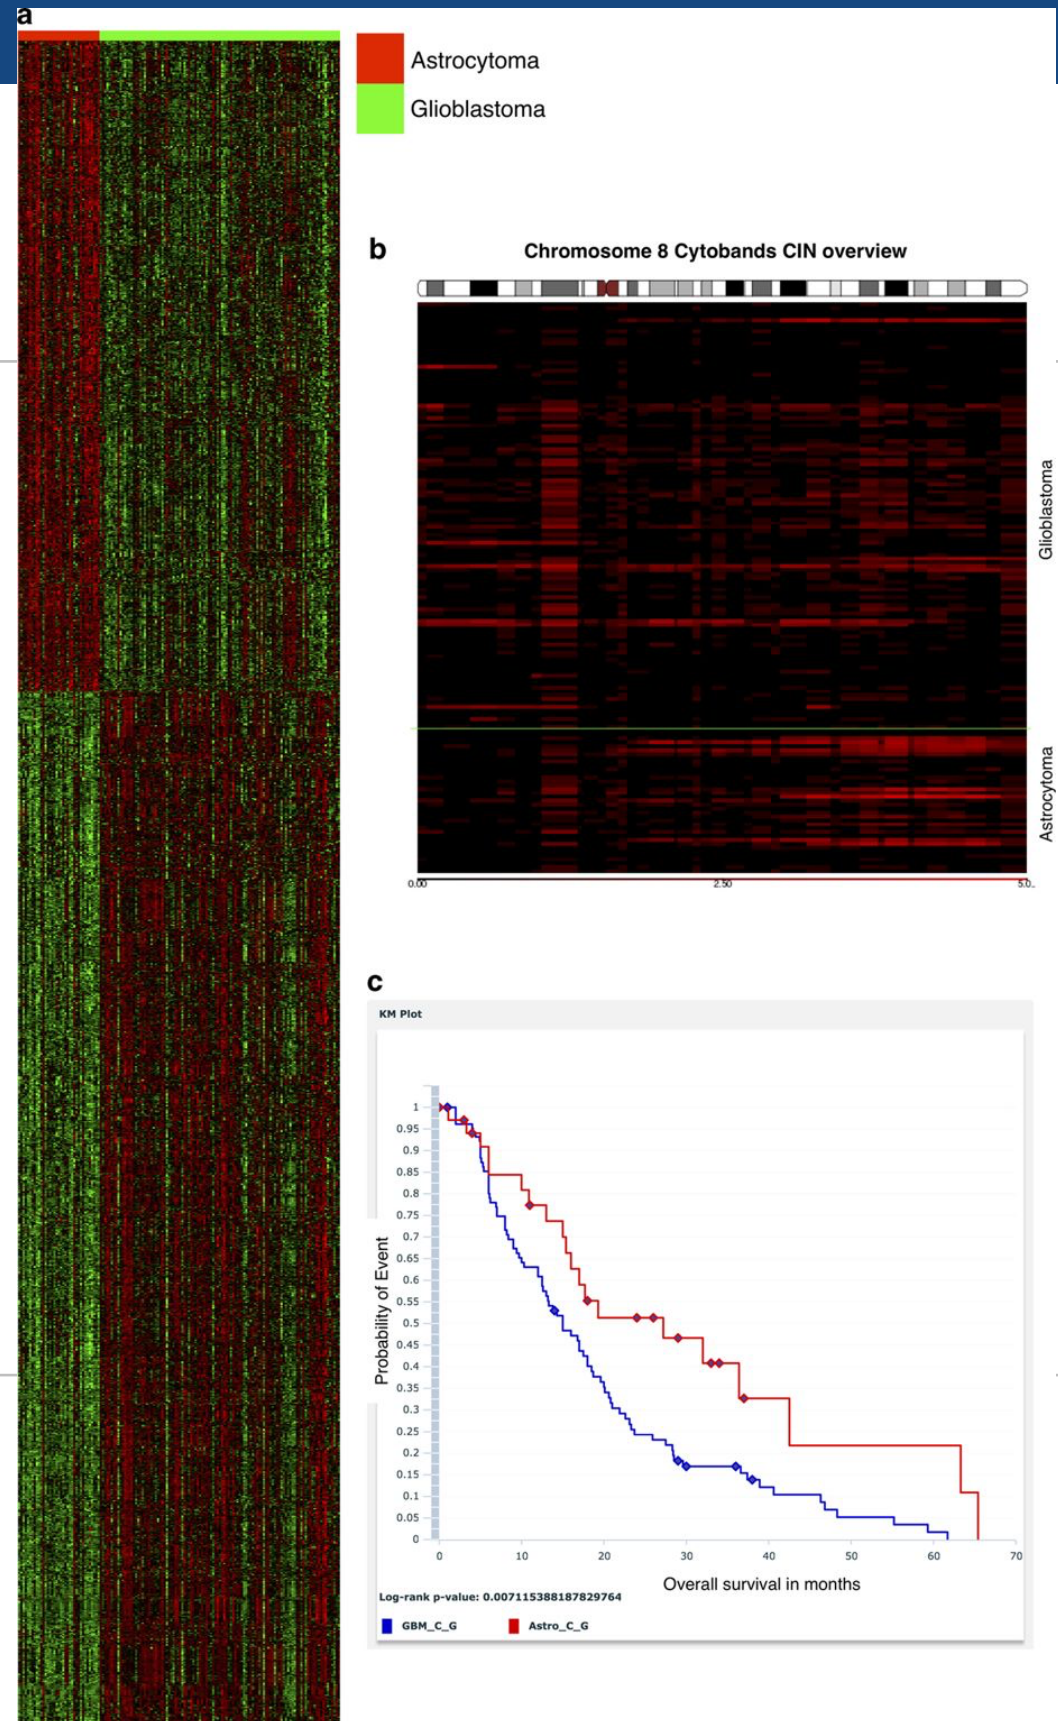 a
Astrocytoma
Glioblastoma
b
Chromosome 8 Cytobands CIN overview
Glioblastoma
Astrocytoma
0.00 2.50 5.0..
c
KM Plot
1
0.95
0.9
0.85
0.8
0.75
0.7
0.65
0.6
0.55
0.5
0.45
0.4
0.35
0.3
0.25
0.2
0.15
0.1
0.05
0
Probability of Event
0 10 20 30 40 50 60 70
Overall survival in months
Log-rank p-value: 0.007115388187829764
GBM_C_G Astro_C_G